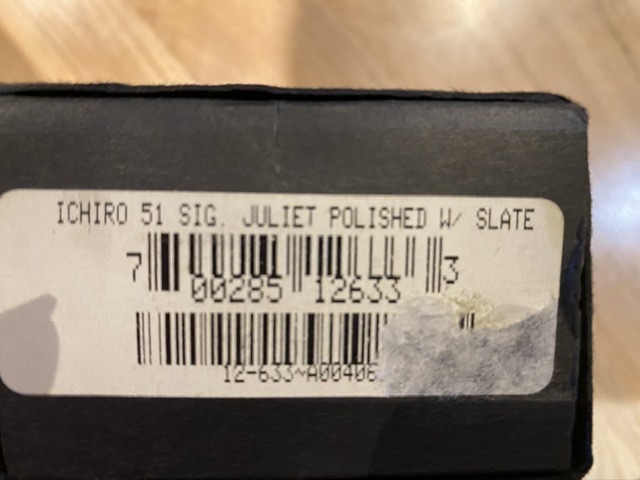 ICHIRO 51 SIG. JULIET POLISHED W/ SLATE
7 00285 12633 3
12-633~A00406